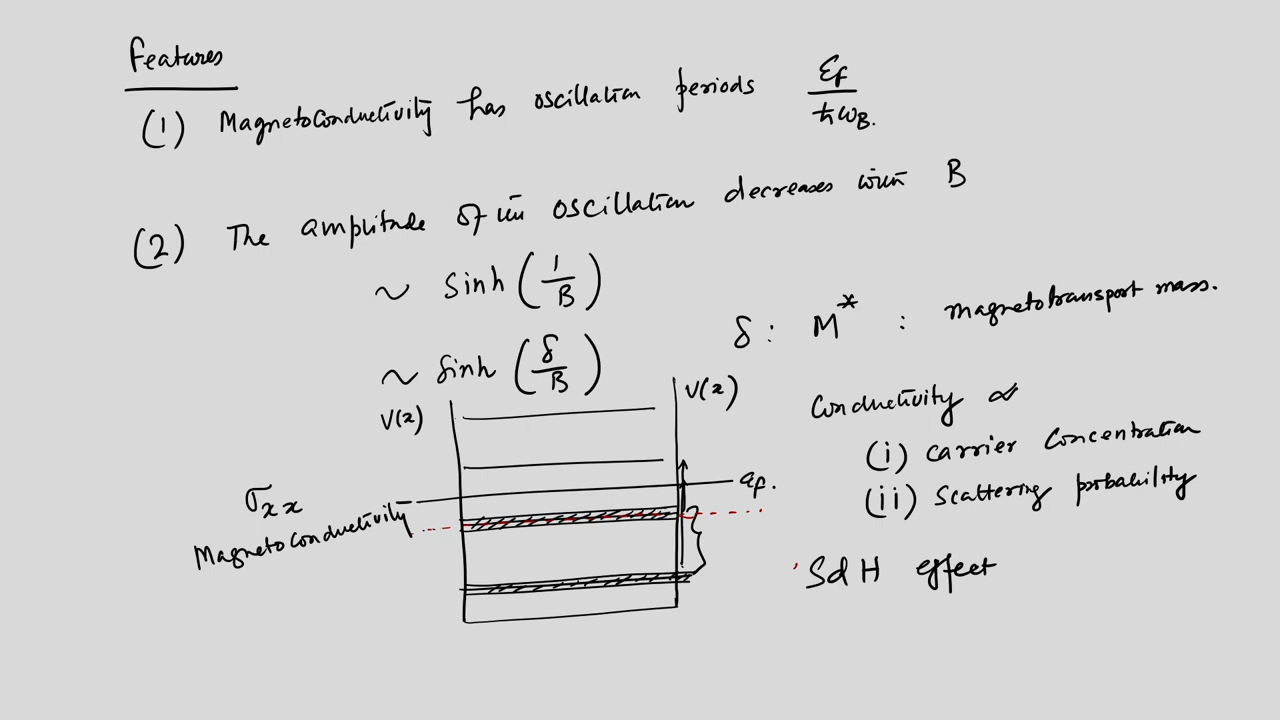 Features
(1) Magnetoconductivity has oscillation periods εF/ħωB.
(2) The amplitude of the oscillation decreases with B
~ Sinh (1/B)
~ Sinh (δ/B)
δ : M* : magnetotransport mass.
V(z)
V(z)
Conductivity ∝
(i) Carrier Concentration
(ii) Scattering probability
σxx
Magnetoconductivity
SdH effect